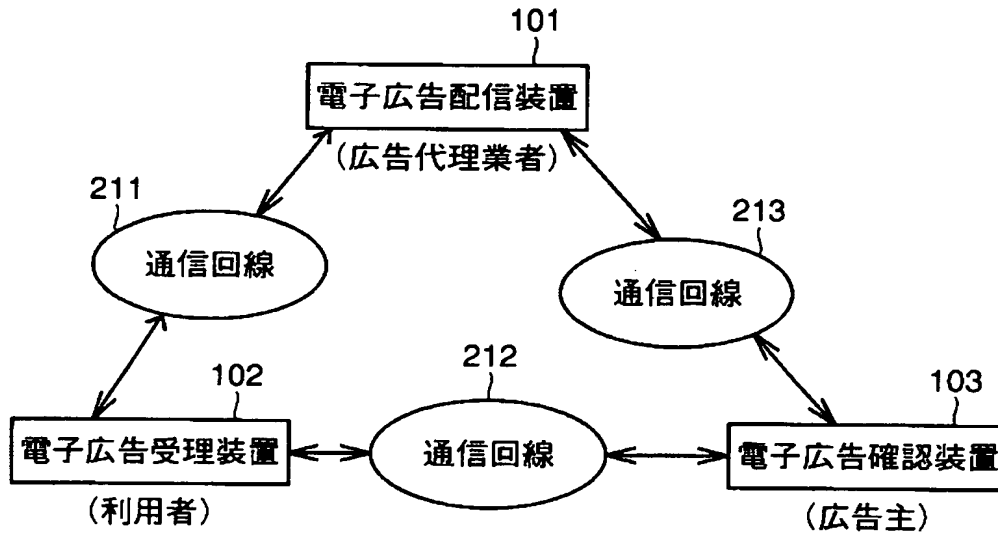 101
電子広告配信装置
(広告代理業者)
211
通信回線
213
通信回線
212
通信回線
102
電子広告受理装置
(利用者)
103
電子広告確認装置
(広告主)